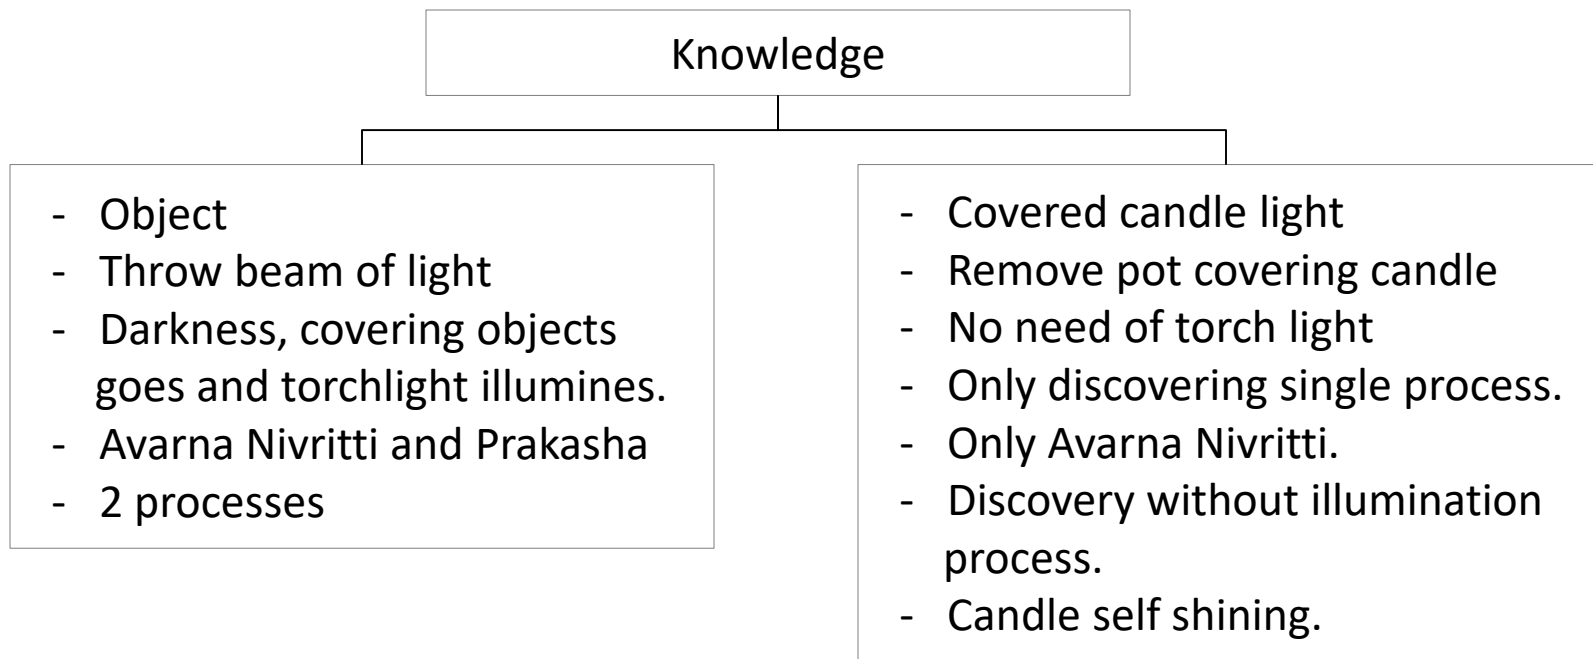 Knowledge
- Object
- Throw beam of light
- Darkness, covering objects
goes and torchlight illumines.
- Avarna Nivritti and Prakasha
- 2 processes
- Covered candle light
- Remove pot covering candle
- No need of torch light
- Only discovering single process.
- Only Avarna Nivritti.
- Discovery without illumination
process.
- Candle self shining.